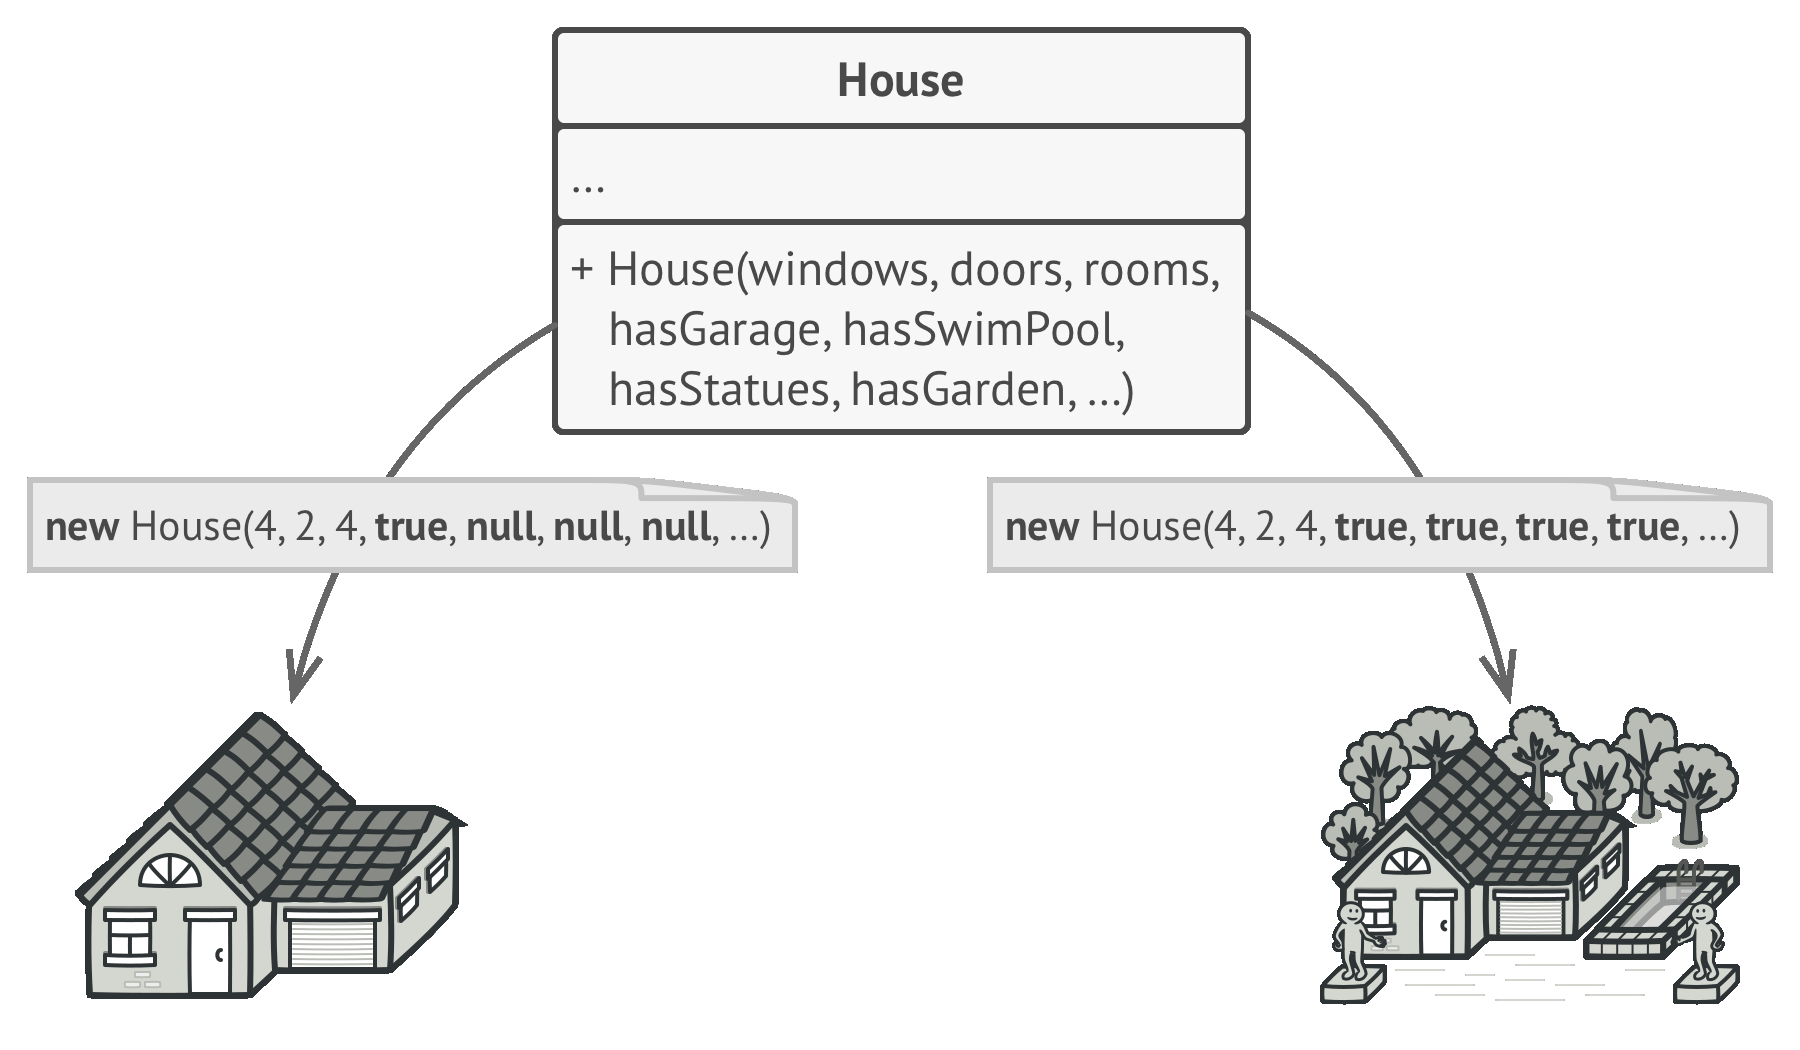 House
...
+ House(windows, doors, rooms,
hasGarage, hasSwimPool,
hasStatues, hasGarden, ...)
new House(4, 2, 4, true, null, null, null, ...)
new House(4, 2, 4, true, true, true, true, ...)